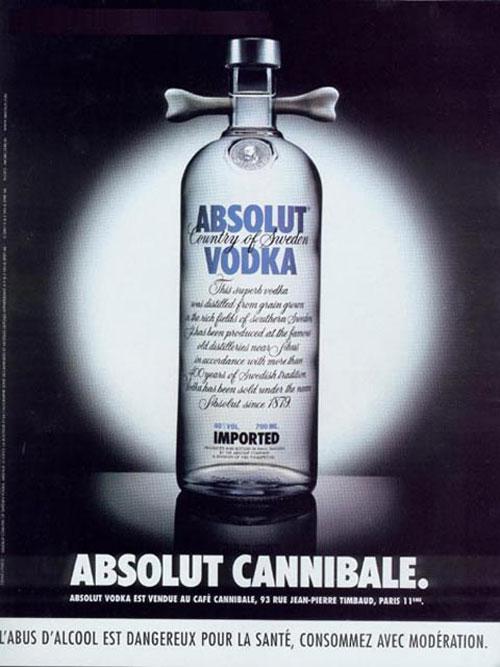 ABSOLUT
Country of Sweden
VODKA
This superb vodka
was distilled from grain grown
in the rich fields of southern Sweden
It has been produced at the famous
old distilleries near Åhus
in accordance with more than
400 years of Swedish tradition
Vodka has been sold under the name
Absolut since 1879.
40%VOL. 700 ML.
IMPORTED
ABSOLUT CANNIBALE.
ABSOLUT VODKA EST VENDUE AU CAFÉ CANNIBALE, 93 RUE JEAN-PIERRE TIMBAUD, PARIS 11ÈME.
L'ABUS D'ALCOOL EST DANGEREUX POUR LA SANTÉ, CONSOMMEZ AVEC MODÉRATION.